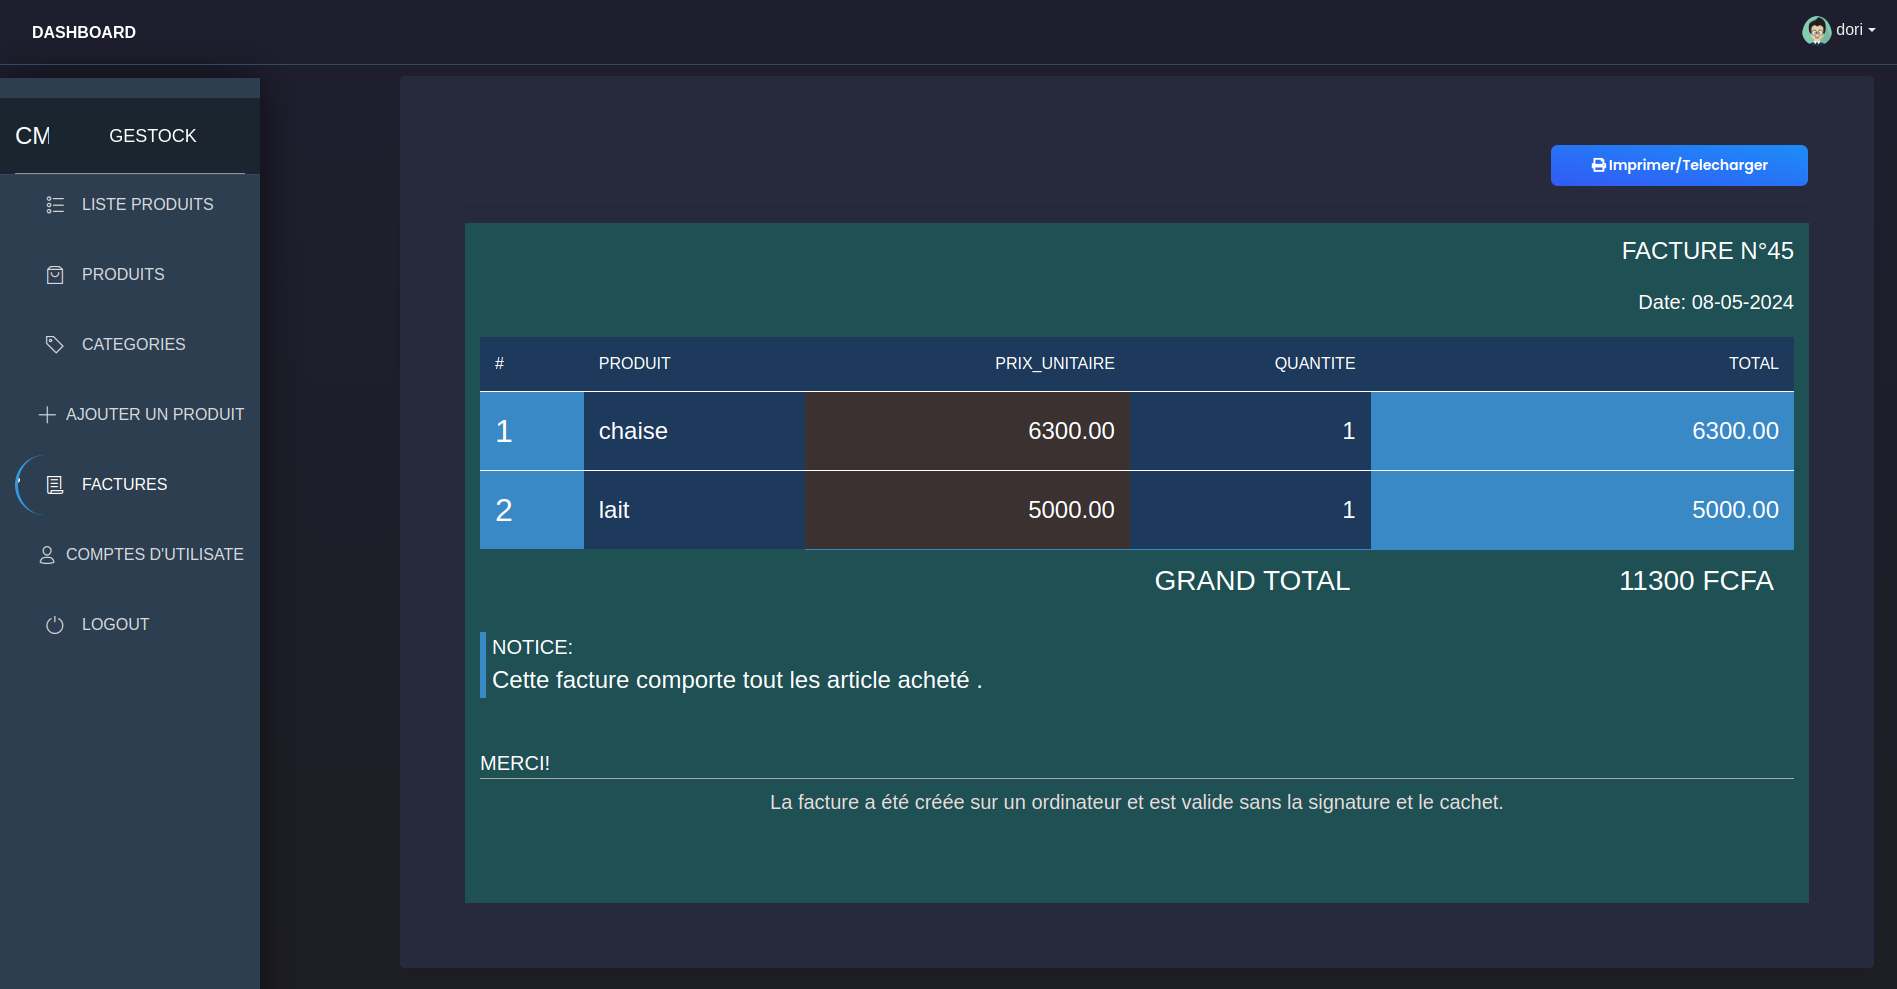 DASHBOARD
dori
CM GESTOCK
LISTE PRODUITS
PRODUITS
CATEGORIES
AJOUTER UN PRODUIT
FACTURES
COMPTES D'UTILISATE
LOGOUT
Imprimer/Telecharger
FACTURE N°45
Date: 08-05-2024
# PRODUIT PRIX_UNITAIRE QUANTITE TOTAL
1 chaise 6300.00 1 6300.00
2 lait 5000.00 1 5000.00
GRAND TOTAL 11300 FCFA
NOTICE:
Cette facture comporte tout les article acheté .
MERCI!
La facture a été créée sur un ordinateur et est valide sans la signature et le cachet.